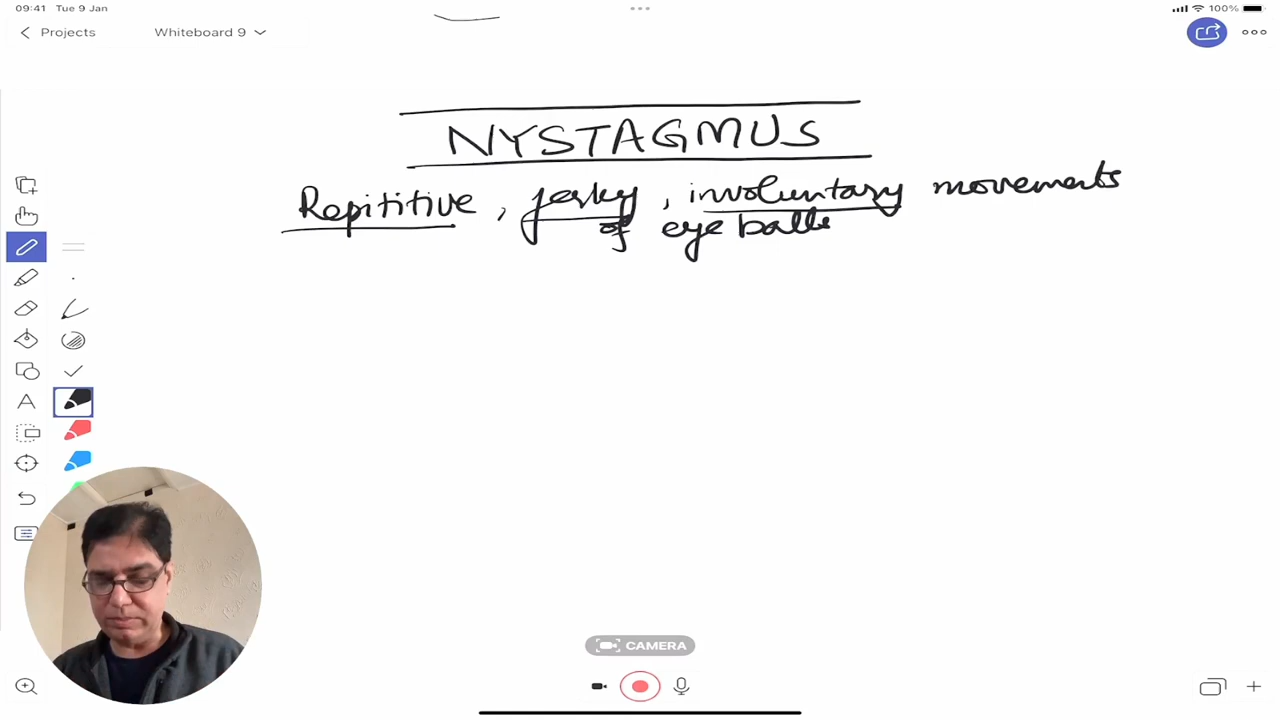 09:41 Tue 9 Jan
100%
Projects
Whiteboard 9
NYSTAGMUS
Repititive, jerky, involuntary movements
of eye balls
A
CAMERA